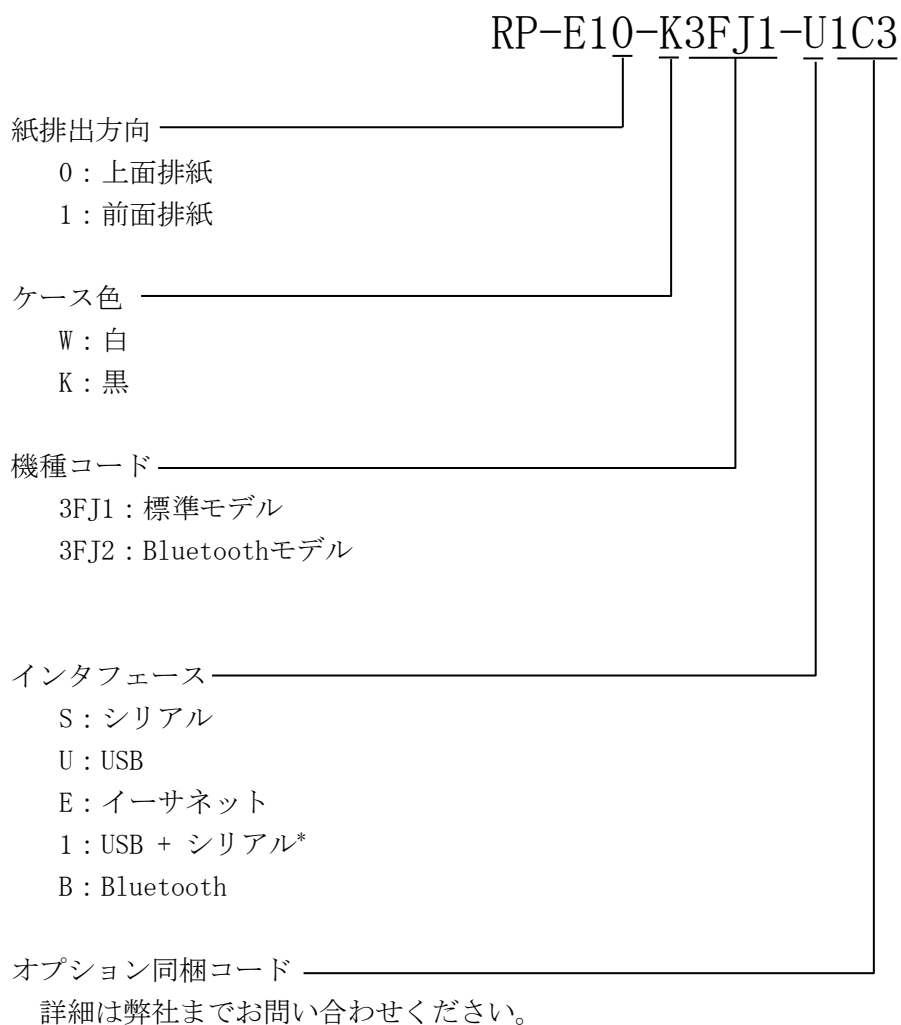 RP-E10-K3FJ1-U1C3
紙排出方向
0：上面排紙
1：前面排紙
ケース色
W：白
K：黒
機種コード
3FJ1：標準モデル
3FJ2：Bluetoothモデル
インタフェース
S：シリアル
U：USB
E：イーサネット
1：USB + シリアル*
B：Bluetooth
オプション同梱コード
詳細は弊社までお問い合わせください。